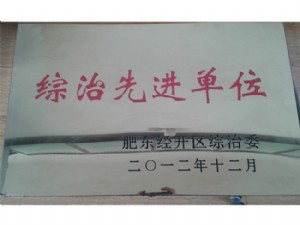 综治先进单位
肥东经开区综治委
二〇一二年十二月